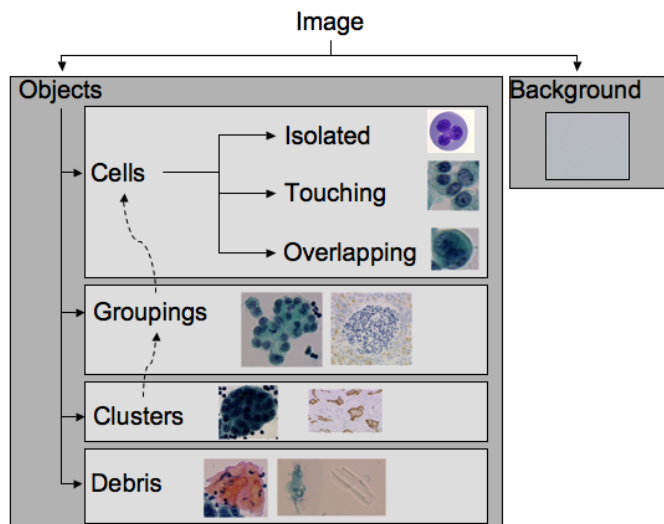 Image
Objects
Background
Cells
Isolated
Touching
Overlapping
Groupings
Clusters
Debris